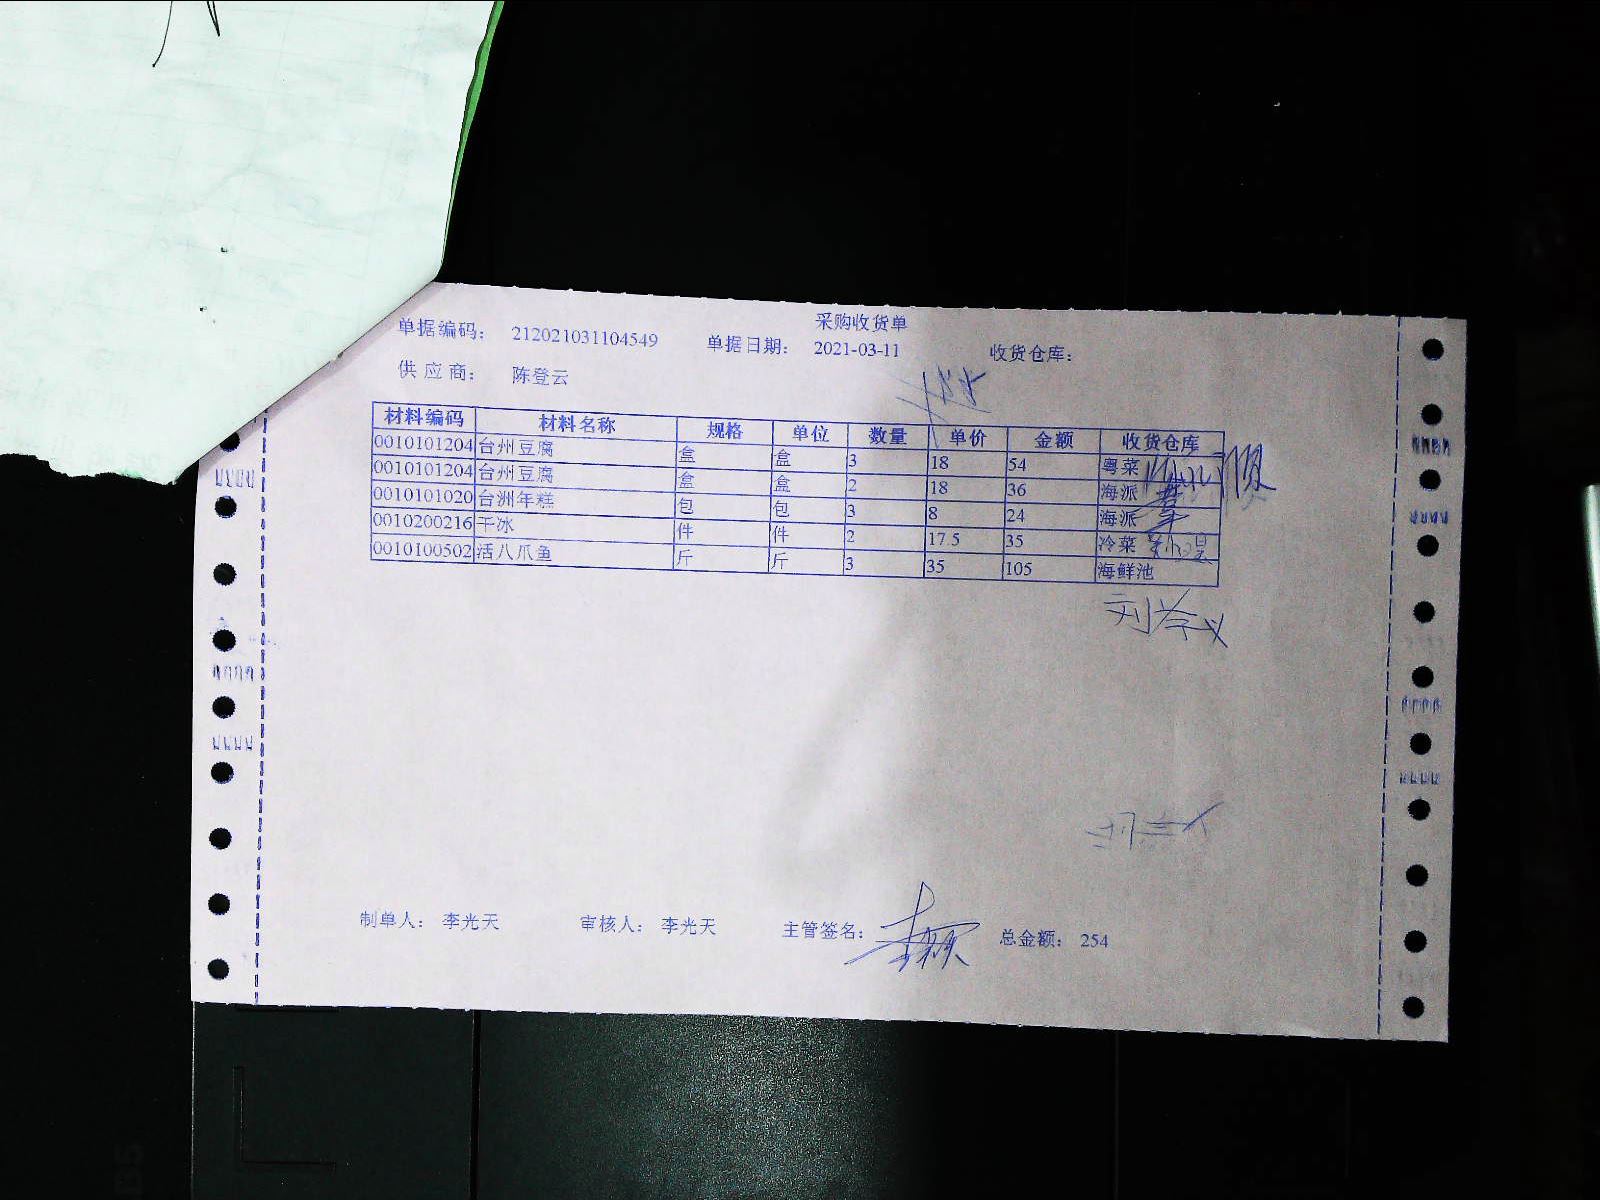 采购收货单
单据编码： 212021031104549 单据日期： 2021-03-11 收货仓库：
供应商： 陈登云
材料编码 材料名称 规格 单位 数量 单价 金额 收货仓库
0010101204 台州豆腐 盒 盒 3 18 54 粤菜
0010101204 台州豆腐 盒 盒 2 18 36 海派
0010101020 台洲年糕 包 包 3 8 24 海派
0010200216 干冰 件 件 2 17.5 35 冷菜
0010100502 活八爪鱼 斤 斤 3 35 105 海鲜池
制单人： 李光天 审核人： 李光天 主管签名： 总金额： 254